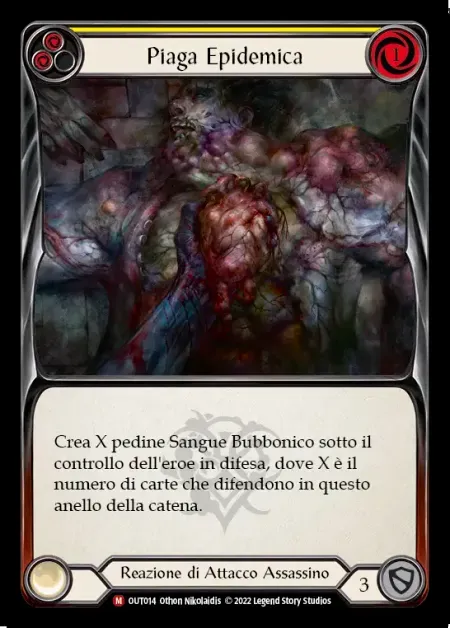 1
Piaga Epidemica
Crea X pedine Sangue Bubbonico sotto il
controllo dell'eroe in difesa, dove X è il
numero di carte che difendono in questo
anello della catena.
Reazione di Attacco Assassino
3
M OUT014 Othon Nikolaidis © 2022 Legend Story Studios